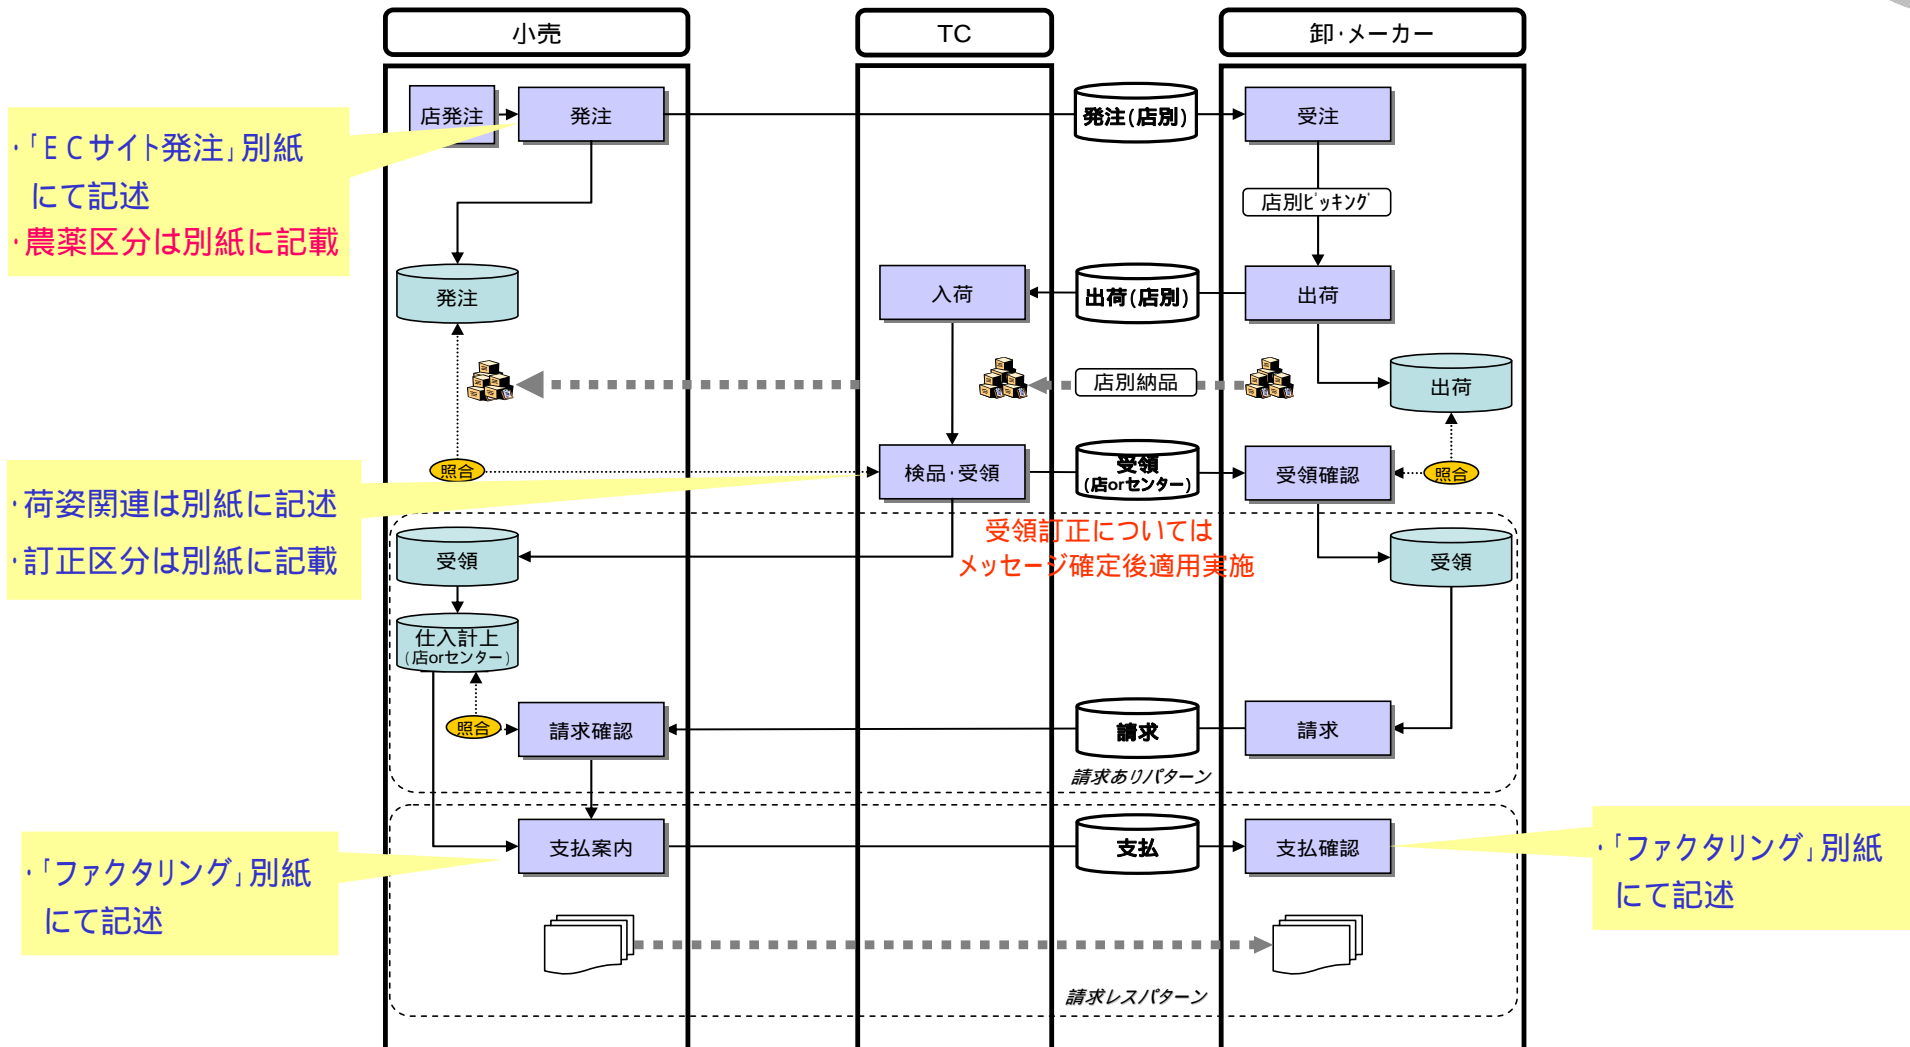 小売
TC
卸・メーカー
店発注
発注
発注(店別)
受注
・「ＥＣサイト発注」別紙
にて記述
・農薬区分は別紙に記載
店別ピッキング
発注
入荷
出荷(店別)
出荷
店別納品
出荷
照合
検品・受領
受領
(店orセンター)
受領確認
照合
・荷姿関連は別紙に記述
・訂正区分は別紙に記載
受領訂正については
メッセージ確定後適用実施
受領
受領
仕入計上
(店orセンター)
照合
請求確認
請求
請求
請求ありパターン
支払案内
支払
支払確認
・「ファクタリング」別紙
にて記述
・「ファクタリング」別紙
にて記述
請求レスパターン